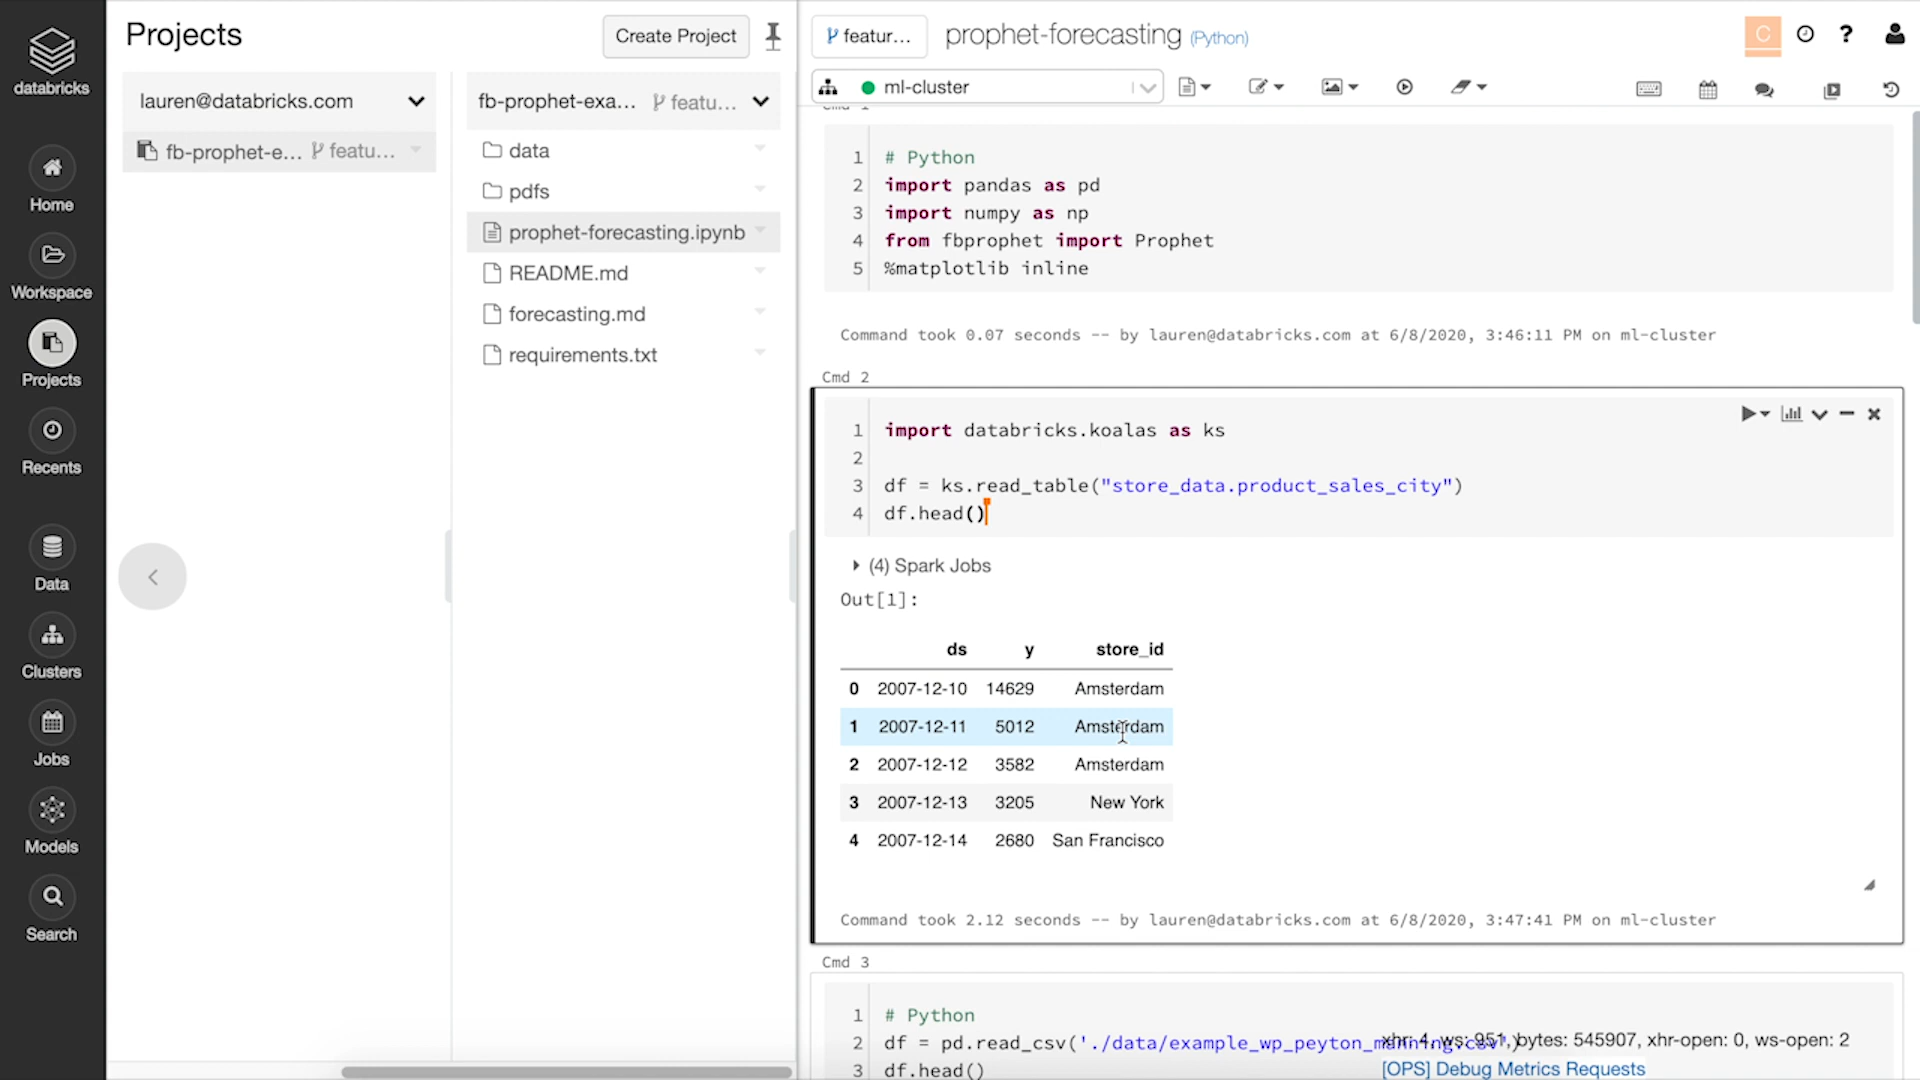 databricks
Home
Workspace
Projects
Recents
Data
Clusters
Jobs
Models
Search
Projects
Create Project
lauren@databricks.com
fb-prophet-e... featu...
fb-prophet-exa... featu...
data
pdfs
prophet-forecasting.ipynb
README.md
forecasting.md
requirements.txt
featur... prophet-forecasting (Python)
C ?
ml-cluster
1 # Python
2 import pandas as pd
3 import numpy as np
4 from fbprophet import Prophet
5 %matplotlib inline
Command took 0.07 seconds -- by lauren@databricks.com at 6/8/2020, 3:46:11 PM on ml-cluster
Cmd 2
1 import databricks.koalas as ks
2
3 df = ks.read_table("store_data.product_sales_city")
4 df.head()
(4) Spark Jobs
Out[1]:
ds y store_id
0 2007-12-10 14629 Amsterdam
1 2007-12-11 5012 Amsterdam
2 2007-12-12 3582 Amsterdam
3 2007-12-13 3205 New York
4 2007-12-14 2680 San Francisco
Command took 2.12 seconds -- by lauren@databricks.com at 6/8/2020, 3:47:41 PM on ml-cluster
Cmd 3
1 # Python
2 df = pd.read_csv('./data/example_wp_peyton_manning.csv')
xhr: 4, ws: 951, bytes: 545907, xhr-open: 0, ws-open: 2
3 df.head()
[OPS] Debug Metrics Requests